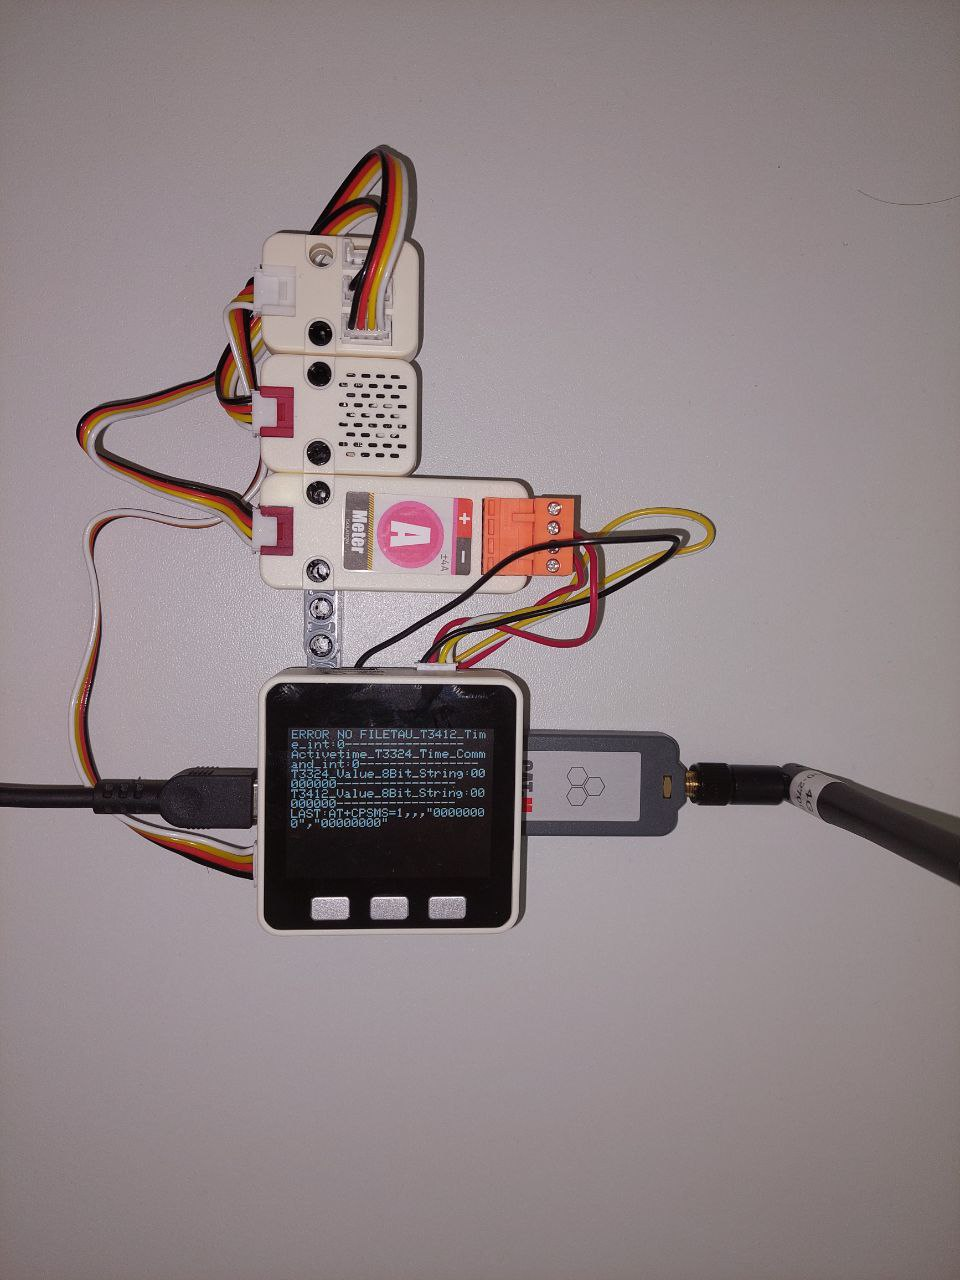 A
Meter
+
-
±4A
ERROR NO FILETAU_T3412_Tim
e_int:0----------------
Activetime_T3324_Time_Comm
and_int:0----------------
T3324_Value_8Bit_String:00
000000------------------
T3412_Value_8Bit_String:00
000000------------------
LAST:AT+CPSMS=1,,,"0000000
0","00000000"
4G